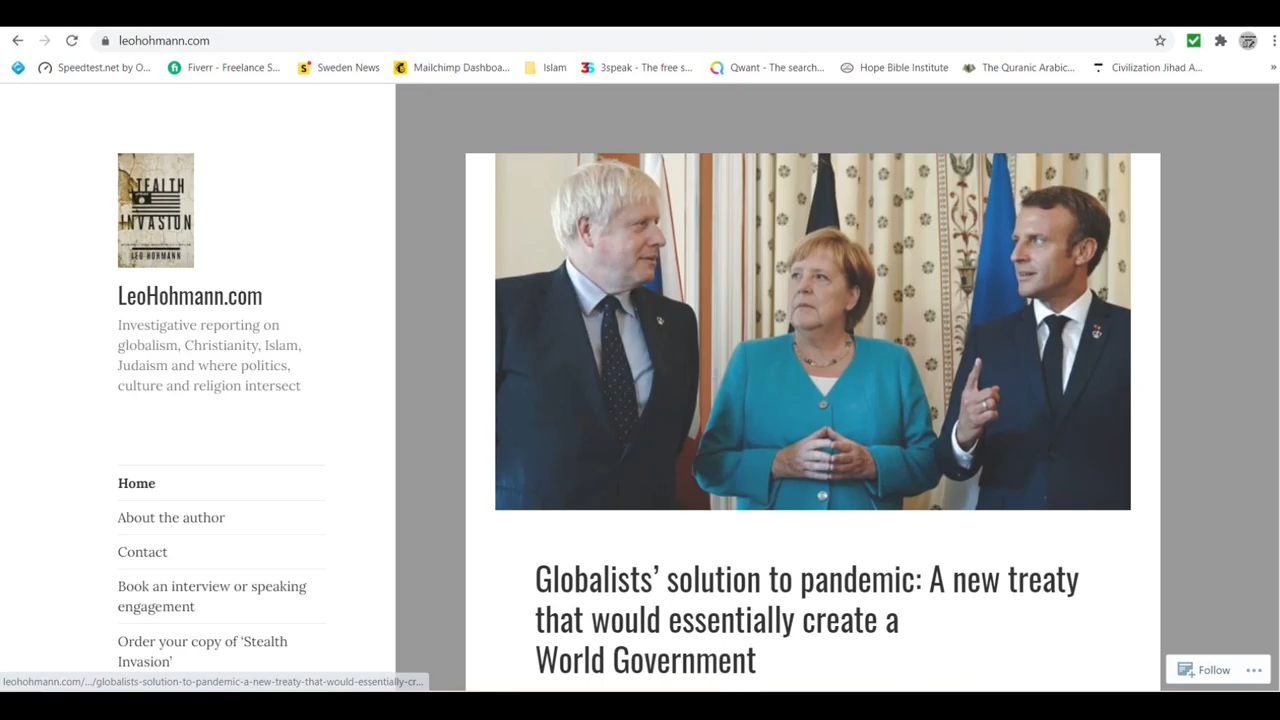 leohohmann.com
Speedtest.net by O...
Fiverr - Freelance S...
Sweden News
Mailchimp Dashboa...
Islam
3speak - The free s...
Qwant - The search...
Hope Bible Institute
The Quranic Arabic...
Civilization Jihad A...
»
STEALTH
INVASION
LEO HOHMANN
LeoHohmann.com
Investigative reporting on
globalism, Christianity, Islam,
Judaism and where politics,
culture and religion intersect
Home
About the author
Contact
Book an interview or speaking
engagement
Order your copy of ‘Stealth
Invasion’
Globalists’ solution to pandemic: A new treaty
that would essentially create a
World Government
Follow
leohohmann.com/.../globalists-solution-to-pandemic-a-new-treaty-that-would-essentially-cr...